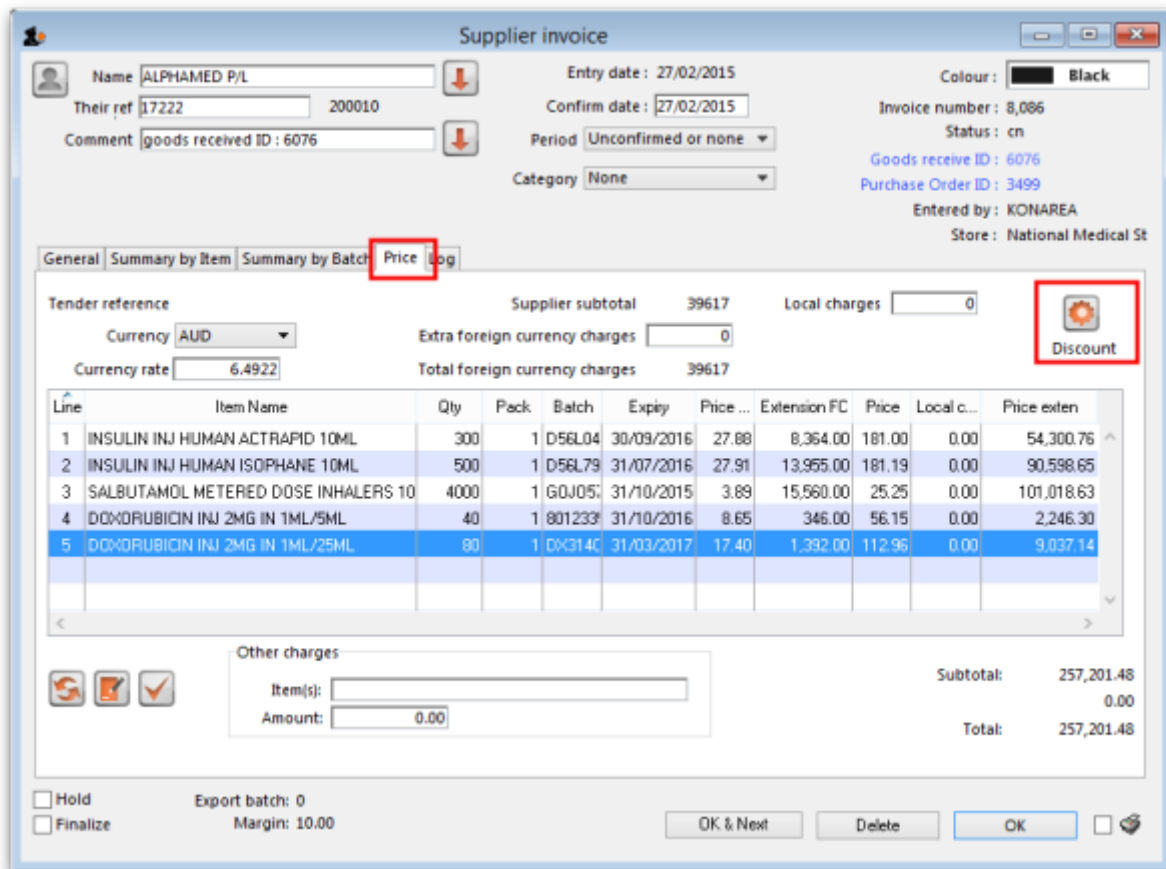 Supplier invoice
Name ALPHAMED P/L Entry date : 27/02/2015 Colour : Black
Their ref 17222 200010 Confirm date : 27/02/2015 Invoice number : 8,086
Comment goods received ID : 6076 Period Unconfirmed or none Status : cn
Goods receive ID : 6076
Category None Purchase Order ID : 3499
Entered by : KONAREA
Store : National Medical St
General Summary by Item Summary by Batch Price Log
Tender reference Supplier subtotal 39617 Local charges 0
Currency AUD Extra foreign currency charges 0 Discount
Currency rate 6.4922 Total foreign currency charges 39617
Line Item Name Qty Pack Batch Expiry Price ... Extension FC Price Local c... Price exten
1 INSULIN INJ HUMAN ACTRAPID 10ML 300 1 D56L04 30/09/2016 27.88 8,364.00 181.00 0.00 54,300.76
2 INSULIN INJ HUMAN ISOPHANE 10ML 500 1 D56L79 31/07/2016 27.91 13,955.00 181.19 0.00 90,598.65
3 SALBUTAMOL METERED DOSE INHALERS 10 4000 1 31/10/2015 3.89 15,560.00 25.25 0.00 101,018.63
4 DOXORUBICIN INJ 2MG IN 1ML/5ML 40 1 31/10/2016 8.65 346.00 56.15 0.00 2,246.30
5 DOXORUBICIN INJ 2MG IN 1ML/25ML 80 1 DX314C 31/03/2017 17.40 1,392.00 112.96 0.00 9,037.14
Other charges
Item(s): Subtotal: 257,201.48
0.00
Amount: 0.00 Total: 257,201.48
Hold Export batch: 0
Finalize Margin: 10.00 OK & Next Delete OK